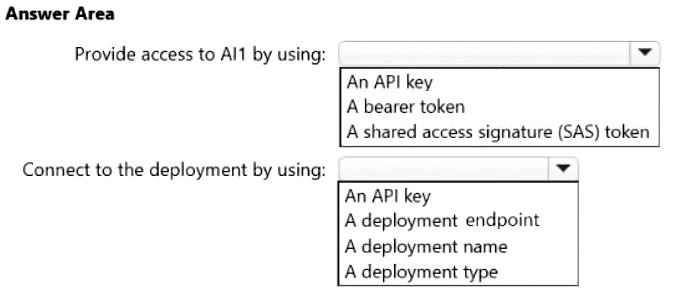 Answer Area
Provide access to AI1 by using:
An API key
A bearer token
A shared access signature (SAS) token
Connect to the deployment by using:
An API key
A deployment endpoint
A deployment name
A deployment type